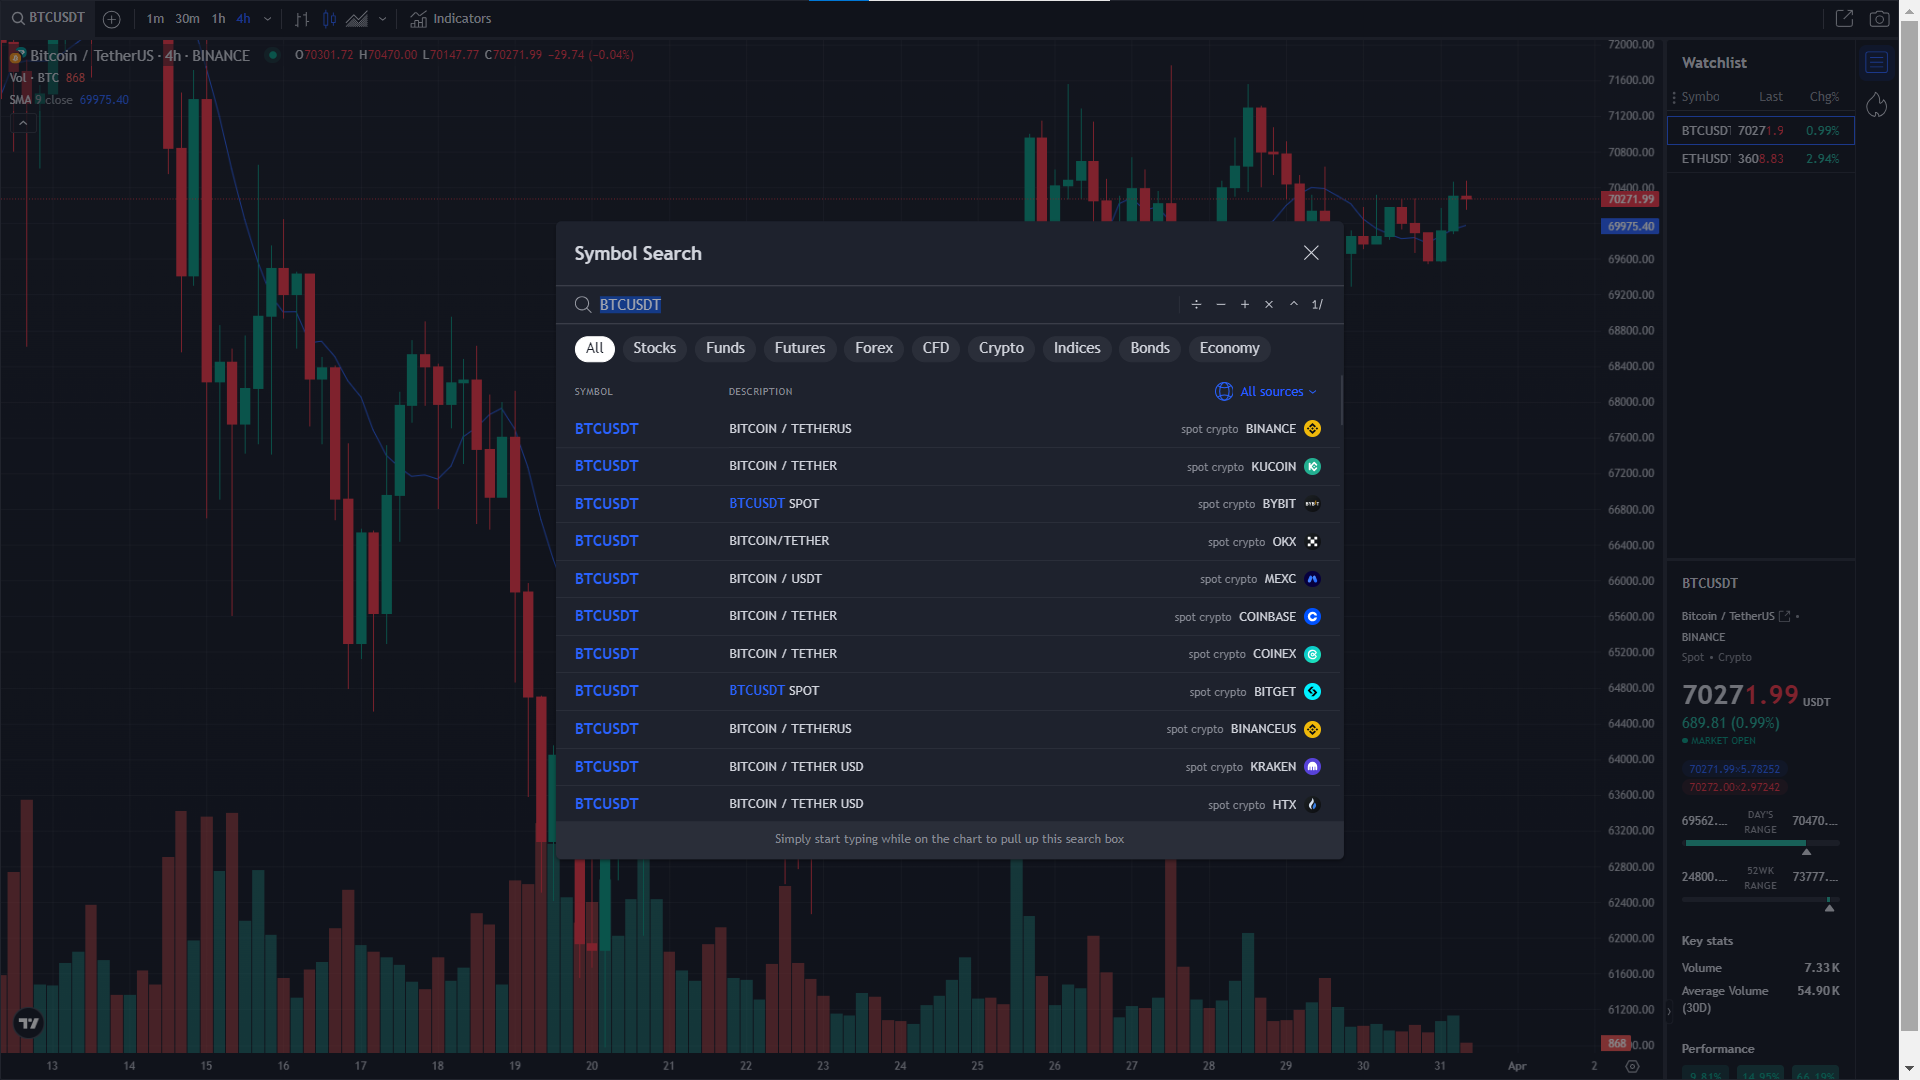 BTCUSDT 1m 30m 1h 4h Indicators
Bitcoin / TetherUS · 4h · BINANCE O70301.72 H70470.00 L70147.77 C70271.99 −29.74 (−0.04%)
Vol · BTC 868
SMA 9 close 69975.40
72000.00
71600.00
71200.00
70800.00
70400.00
70271.99
69975.40
69600.00
69200.00
68800.00
68400.00
68000.00
67600.00
67200.00
66800.00
66400.00
66000.00
65600.00
65200.00
64800.00
64400.00
64000.00
63600.00
63200.00
62800.00
62400.00
62000.00
61600.00
61200.00
868
13 14 15 16 17 18 19 20 21 22 23 24 25 26 27 28 29 30 31 Apr 2
Symbol Search
BTCUSDT ÷ − + × ^ 1/
All Stocks Funds Futures Forex CFD Crypto Indices Bonds Economy
SYMBOL DESCRIPTION All sources
BTCUSDT BITCOIN / TETHERUS spot crypto BINANCE
BTCUSDT BITCOIN / TETHER spot crypto KUCOIN
BTCUSDT BTCUSDT SPOT spot crypto BYBIT
BTCUSDT BITCOIN/TETHER spot crypto OKX
BTCUSDT BITCOIN / USDT spot crypto MEXC
BTCUSDT BITCOIN / TETHER spot crypto COINBASE
BTCUSDT BITCOIN / TETHER spot crypto COINEX
BTCUSDT BTCUSDT SPOT spot crypto BITGET
BTCUSDT BITCOIN / TETHERUS spot crypto BINANCEUS
BTCUSDT BITCOIN / TETHER USD spot crypto KRAKEN
BTCUSDT BITCOIN / TETHER USD spot crypto HTX
Simply start typing while on the chart to pull up this search box
Watchlist
Symbo Last Chg%
BTCUSDT 70271.9 0.99%
ETHUSDT 3608.83 2.94%
BTCUSDT
Bitcoin / TetherUS •
BINANCE
Spot • Crypto
70271.99 USDT
689.81 (0.99%)
MARKET OPEN
70271.99×5.78252
70272.00×2.97242
69562.... DAY'S RANGE 70470....
24800.... 52WK RANGE 73777....
Key stats
Volume 7.33K
Average Volume (30D) 54.90K
Performance
9.81% 14.95% 66.19%